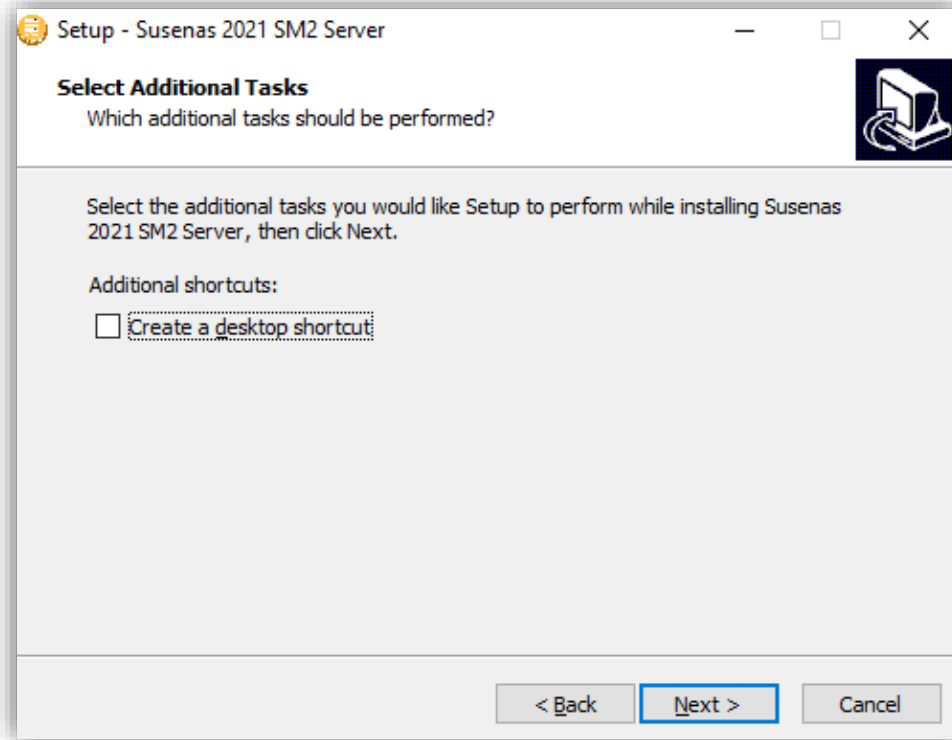 Setup - Susenas 2021 SM2 Server
Select Additional Tasks
Which additional tasks should be performed?
Select the additional tasks you would like Setup to perform while installing Susenas
2021 SM2 Server, then click Next.
Additional shortcuts:
Create a desktop shortcut
< Back
Next >
Cancel